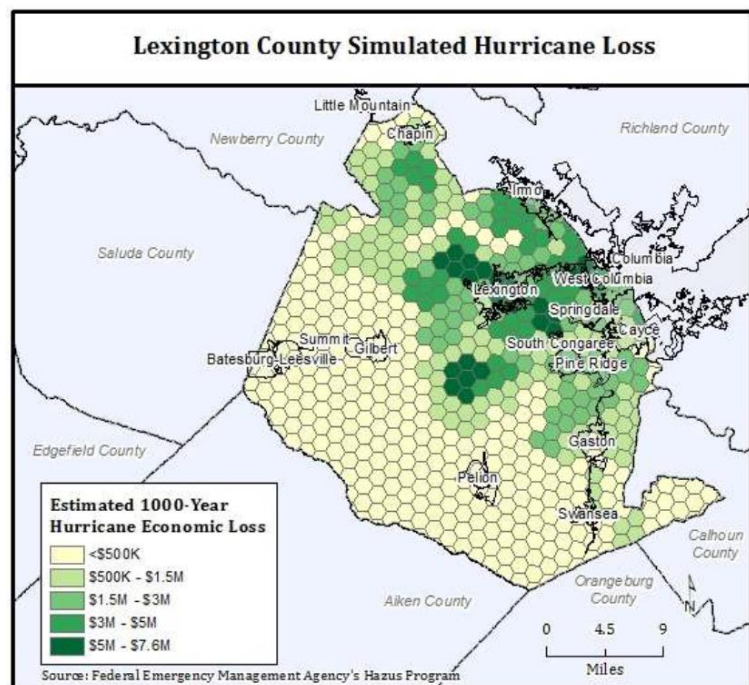 Lexington County Simulated Hurricane Loss
Little Mountain
Newberry County
Chapin
Richland County
Irmo
Saluda County
Columbia
West Columbia
Lexington
Springdale
Cayce
Summit
Gilbert
South Congaree
Batesburg-Leesville
Pine Ridge
Edgefield County
Gaston
Pelion
Swansea
Calhoun
County
Orangeburg
County
Aiken County
Estimated 1000-Year
Hurricane Economic Loss
<$500K
$500K - $1.5M
$1.5M - $3M
$3M - $5M
$5M - $7.6M
N
0 4.5 9
Miles
Source: Federal Emergency Management Agency's Hazus Program